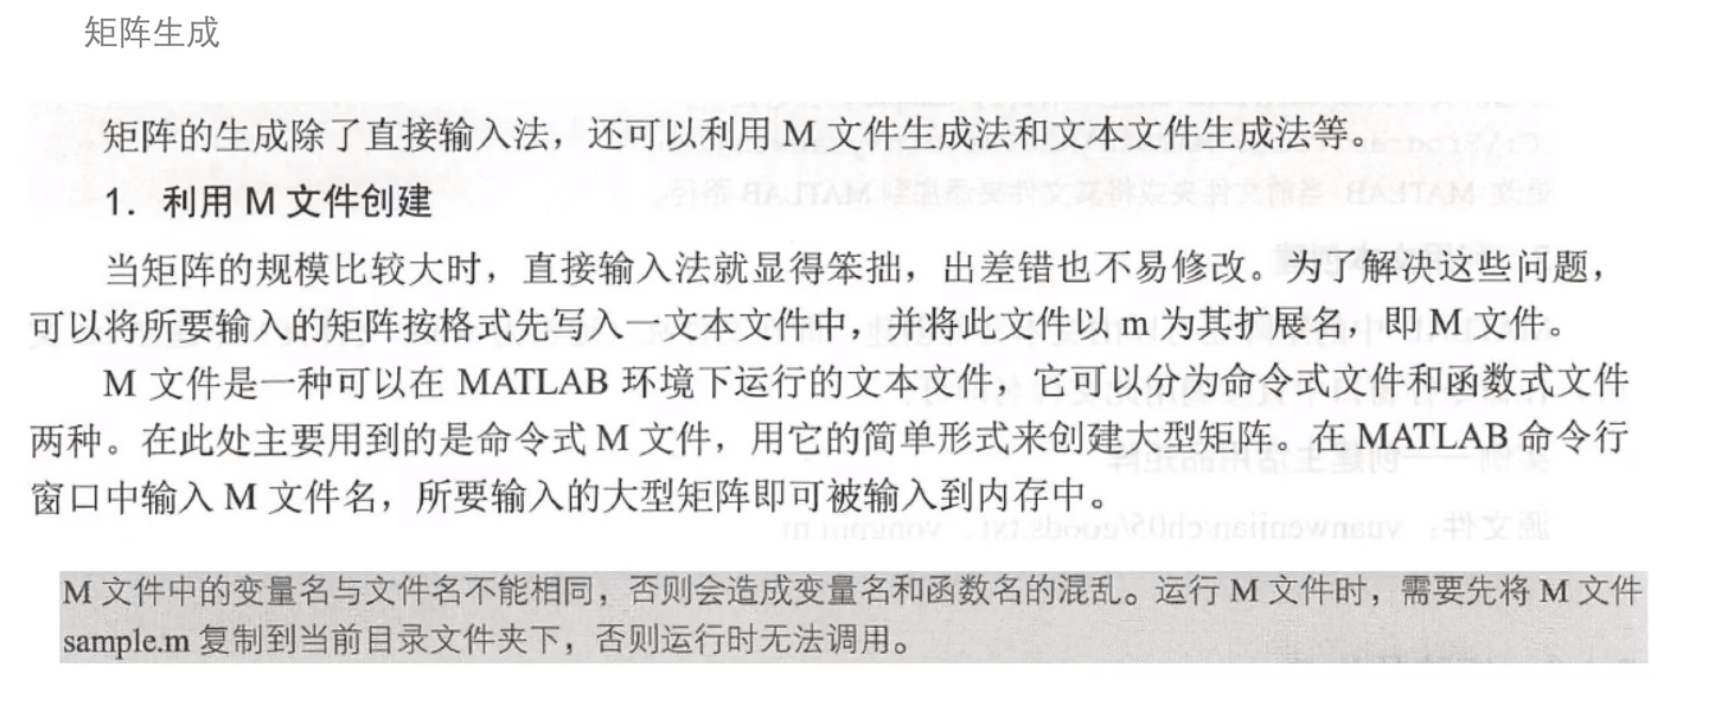 矩阵生成
矩阵的生成除了直接输入法，还可以利用 M 文件生成法和文本文件生成法等。
1. 利用 M 文件创建
当矩阵的规模比较大时，直接输入法就显得笨拙，出差错也不易修改。为了解决这些问题，
可以将所要输入的矩阵按格式先写入一文本文件中，并将此文件以 m 为其扩展名，即 M 文件。
M 文件是一种可以在 MATLAB 环境下运行的文本文件，它可以分为命令式文件和函数式文件
两种。在此处主要用到的是命令式 M 文件，用它的简单形式来创建大型矩阵。在 MATLAB 命令行
窗口中输入 M 文件名，所要输入的大型矩阵即可被输入到内存中。
M 文件中的变量名与文件名不能相同，否则会造成变量名和函数名的混乱。运行 M 文件时，需要先将 M 文件
sample.m 复制到当前目录文件夹下，否则运行时无法调用。